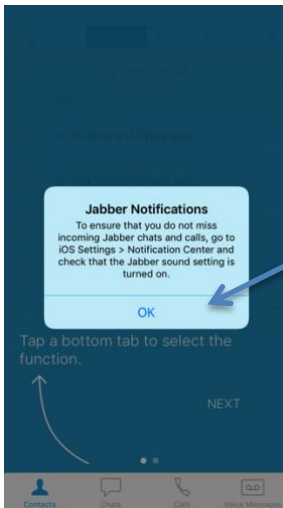 Jabber Notifications
To ensure that you do not miss
incoming Jabber chats and calls, go to
iOS Settings > Notification Center and
check that the Jabber sound setting is
turned on.
OK
Tap a bottom tab to select the
function.
NEXT
Contacts Chats Calls Voice Messages